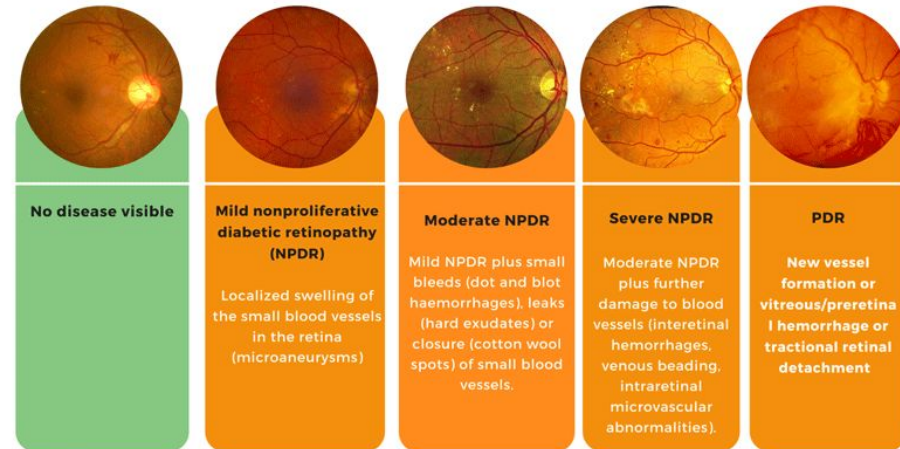 No disease visible
Mild nonproliferative
diabetic retinopathy
(NPDR)
Localized swelling of
the small blood vessels
in the retina
(microaneurysms)
Moderate NPDR
Mild NPDR plus small
bleeds (dot and blot
haemorrhages), leaks
(hard exudates) or
closure (cotton wool
spots) of small blood
vessels.
Severe NPDR
Moderate NPDR
plus further
damage to blood
vessels (interetinal
hemorrhages,
venous beading,
intraretinal
microvascular
abnormalities).
PDR
New vessel
formation or
vitreous/preretina
l hemorrhage or
tractional retinal
detachment